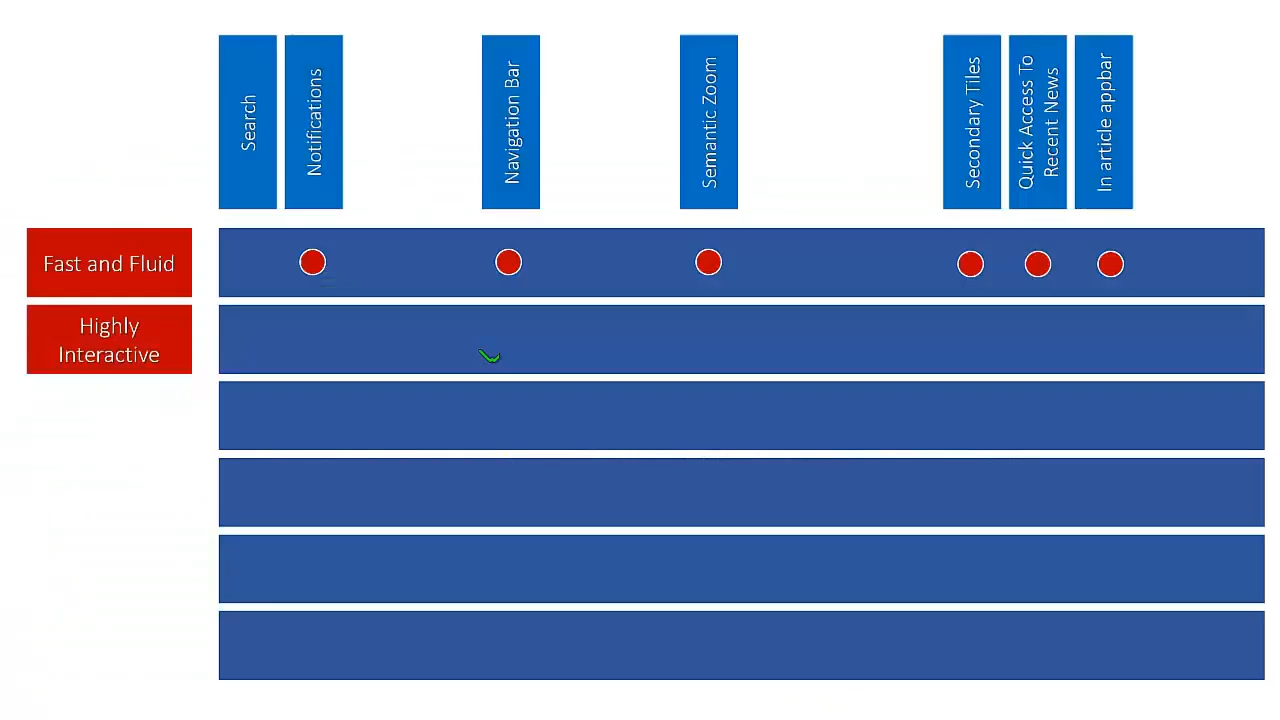 Search
Notifications
Navigation Bar
Semantic Zoom
Secondary Tiles
Quick Access To
Recent News
In article appbar
Fast and Fluid
Highly
Interactive